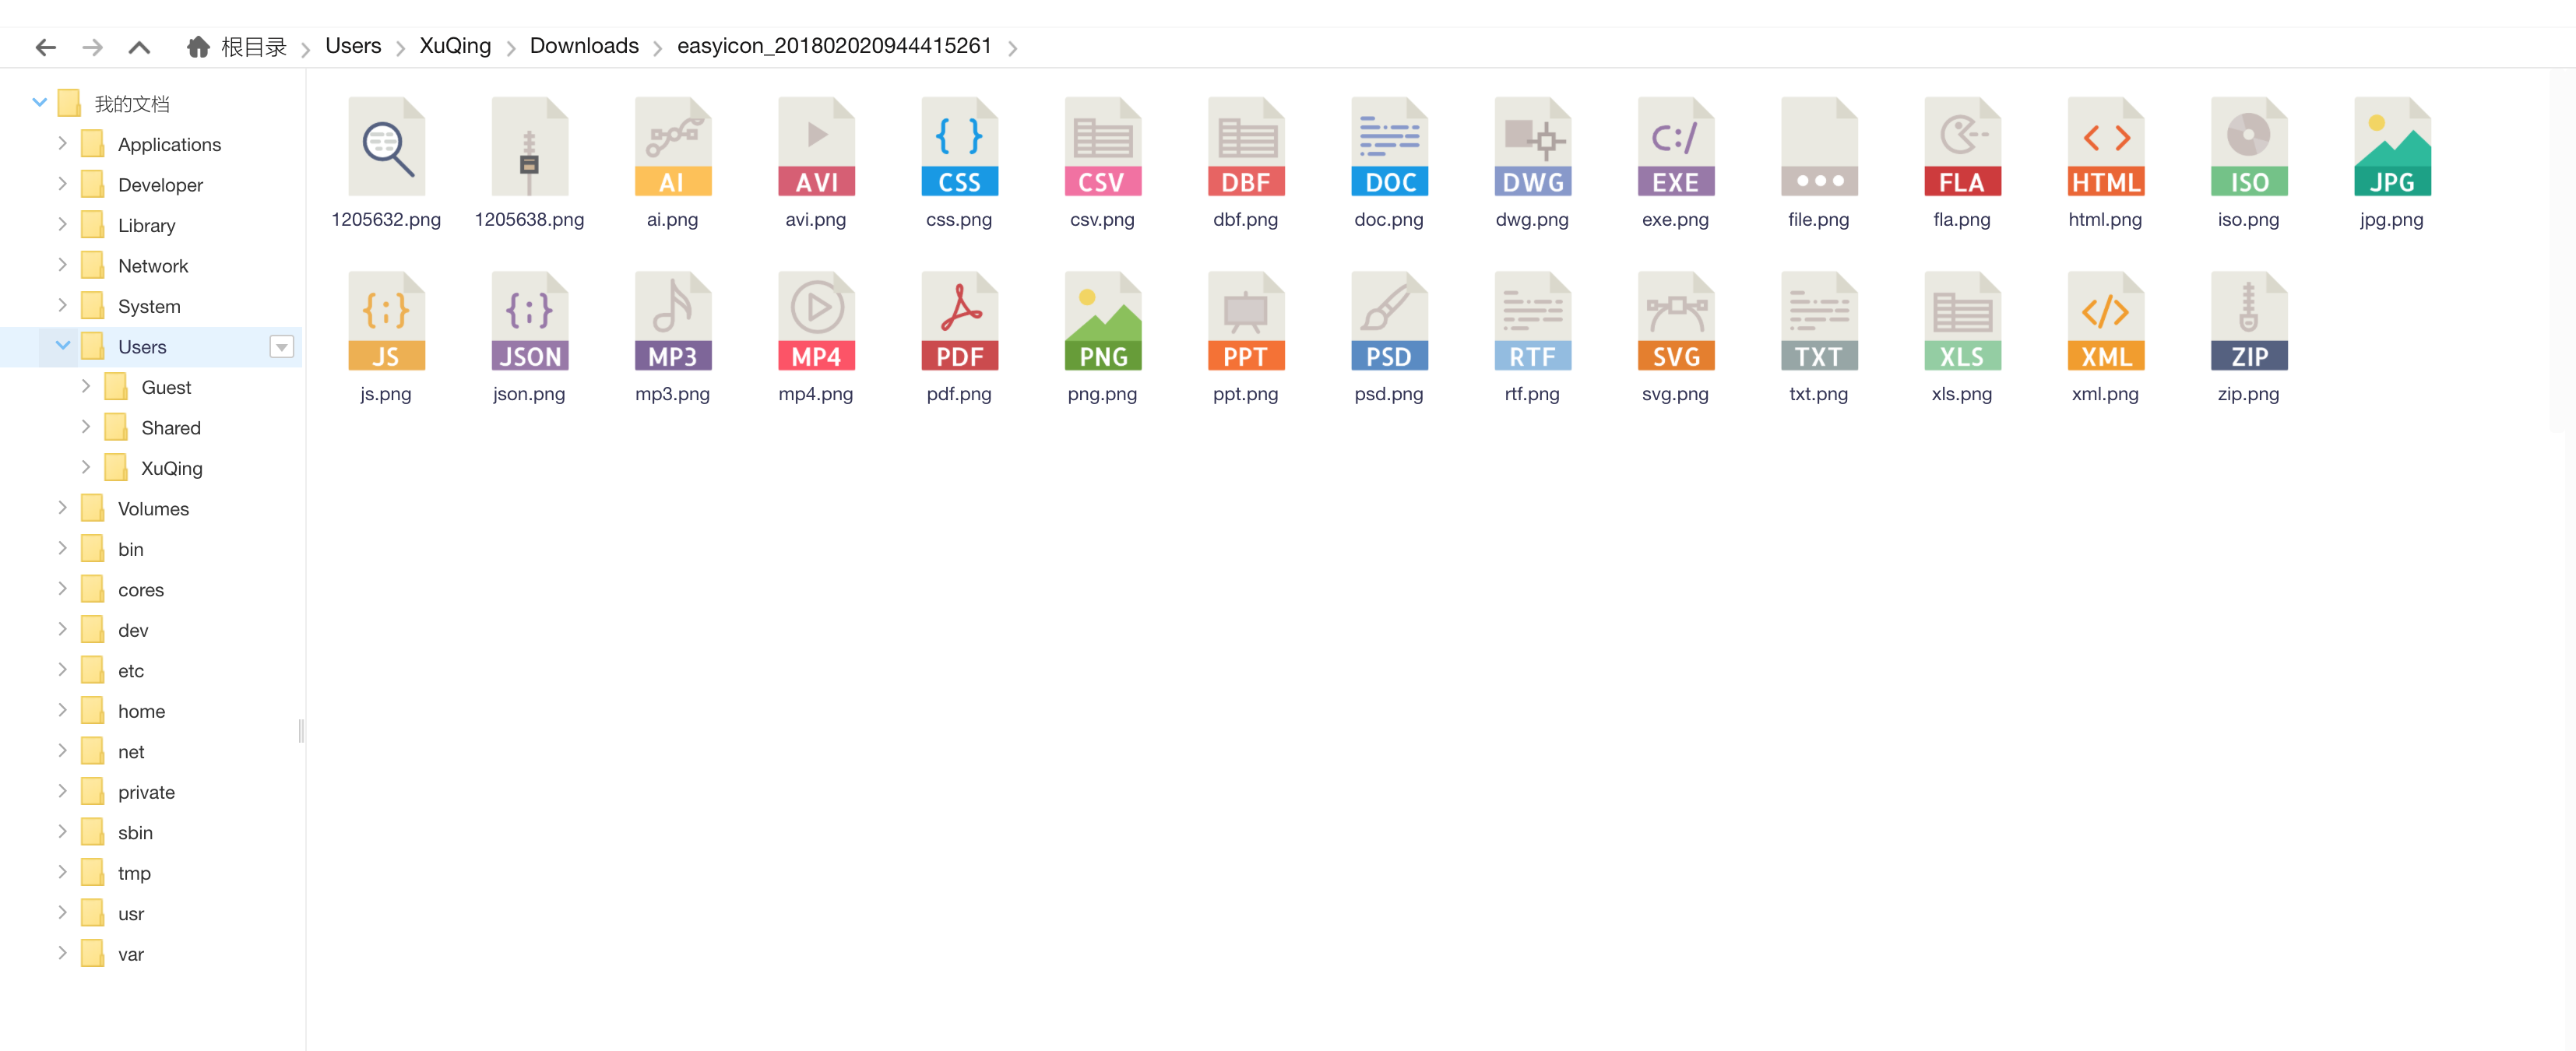 根目录 Users XuQing Downloads easyicon_201802020944415261
我的文档
Applications
Developer
Library
Network
System
Users
Guest
Shared
XuQing
Volumes
bin
cores
dev
etc
home
net
private
sbin
tmp
usr
var
AI AVI CSS CSV DBF DOC DWG C:/ EXE FLA HTML ISO JPG
1205632.png 1205638.png ai.png avi.png css.png csv.png dbf.png doc.png dwg.png exe.png file.png fla.png html.png iso.png jpg.png
JS JSON MP3 MP4 PDF PNG PPT PSD RTF SVG TXT XLS XML ZIP
js.png json.png mp3.png mp4.png pdf.png png.png ppt.png psd.png rtf.png svg.png txt.png xls.png xml.png zip.png